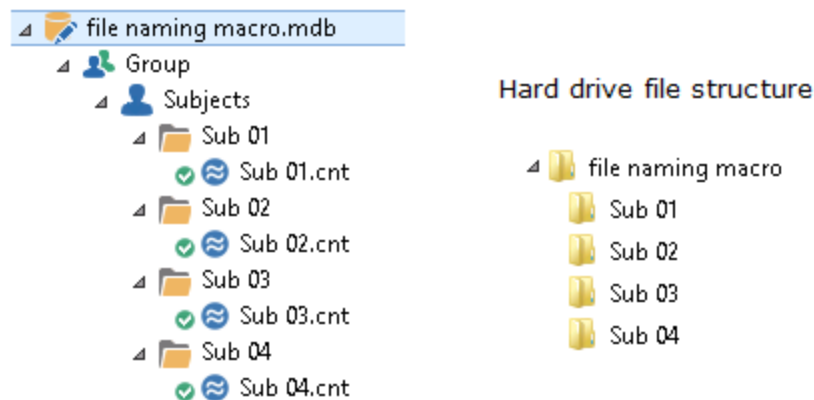 file naming macro.mdb
Group
Subjects
Sub 01
Sub 01.cnt
Sub 02
Sub 02.cnt
Sub 03
Sub 03.cnt
Sub 04
Sub 04.cnt
Hard drive file structure
file naming macro
Sub 01
Sub 02
Sub 03
Sub 04